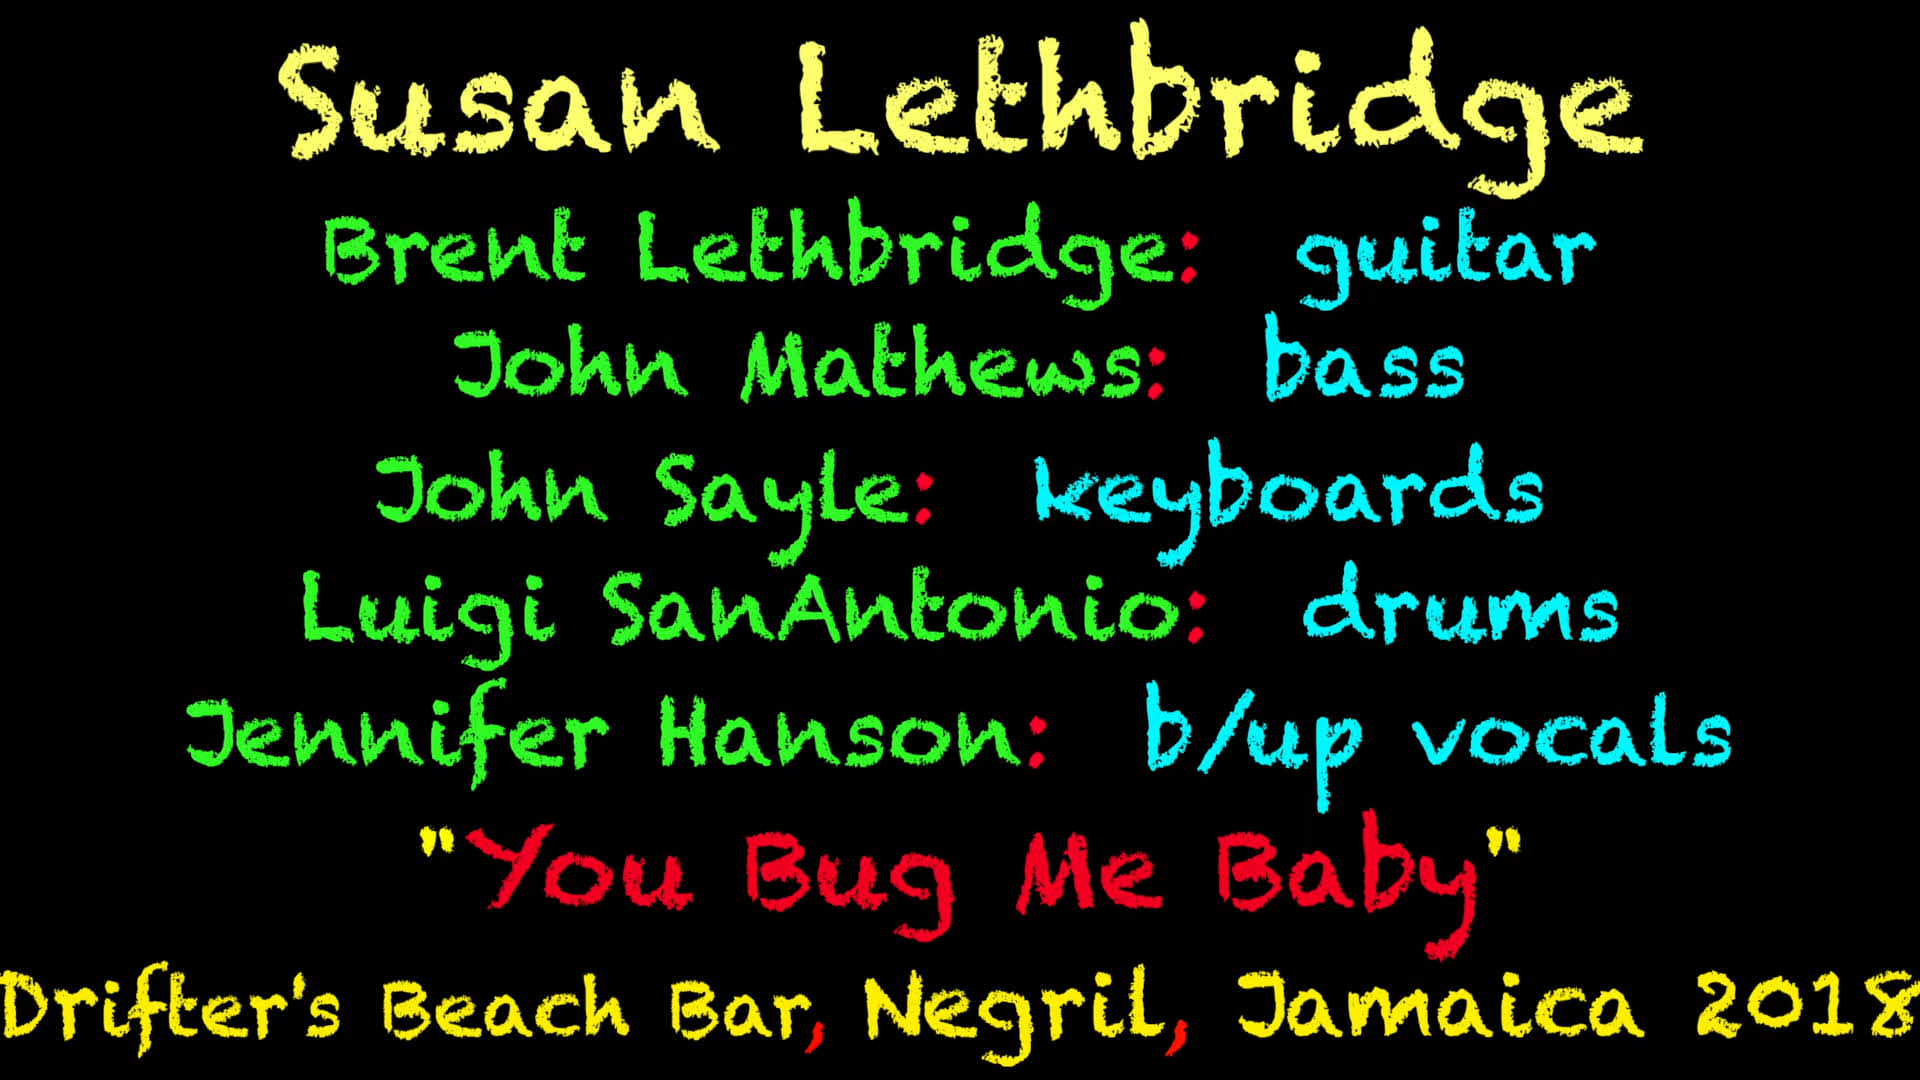 Susan Lethbridge
Brent Lethbridge: guitar
John Mathews: bass
John Sayle: keyboards
Luigi SanAntonio: drums
Jennifer Hanson: b/up vocals
"You Bug Me Baby"
Drifter's Beach Bar, Negril, Jamaica 2018